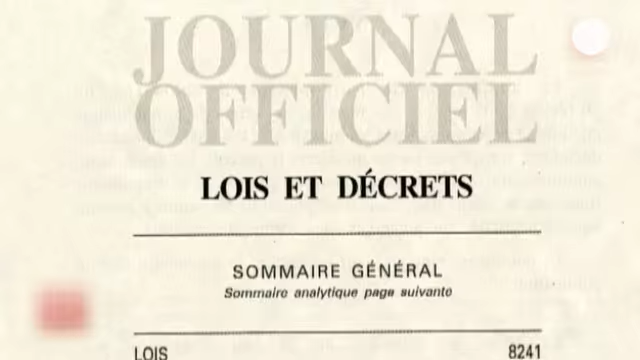 JOURNAL
OFFICIEL
LOIS ET DÉCRETS
SOMMAIRE GÉNÉRAL
Sommaire analytique page suivante
LOIS 8241